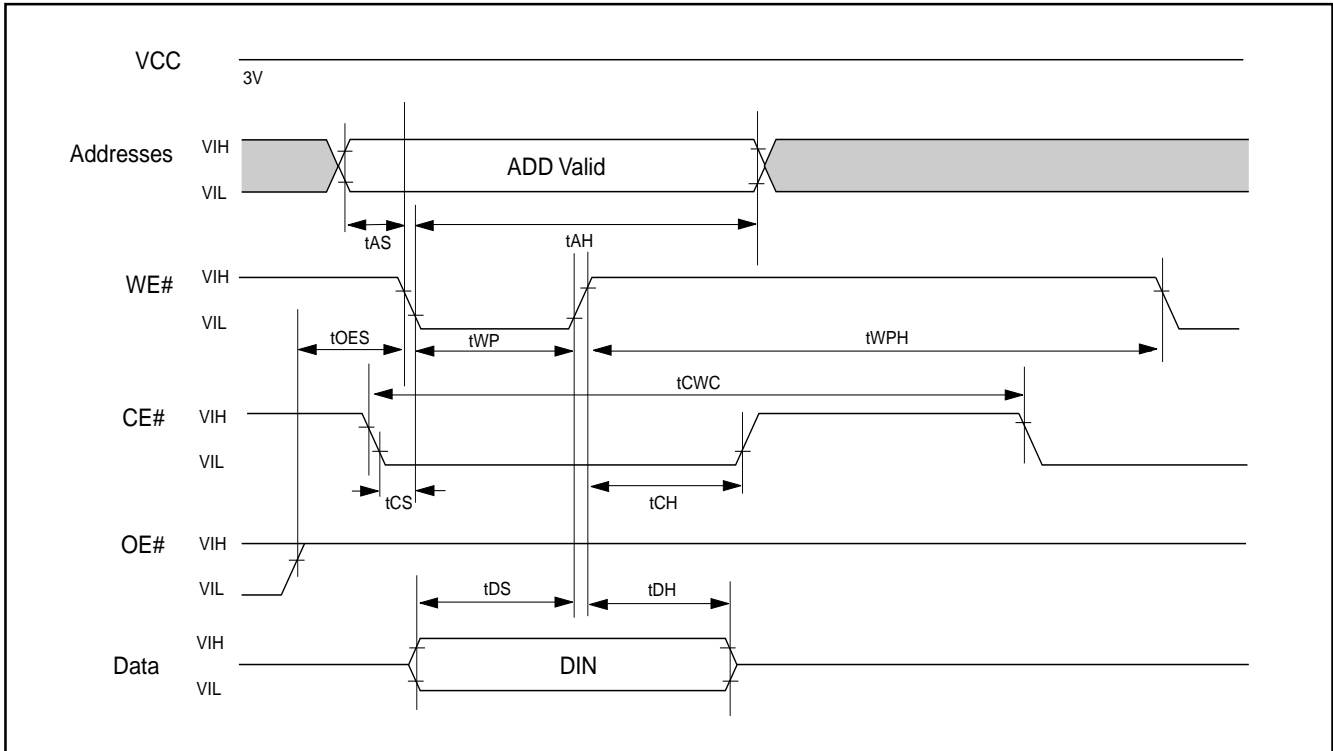 VCC
3V
Addresses
VIH
VIL
ADD Valid
tAS
tAH
WE#
VIH
VIL
tOES
tWP
tWPH
tCWC
CE#
VIH
VIL
tCS
tCH
OE#
VIH
VIL
tDS
tDH
Data
VIH
VIL
DIN